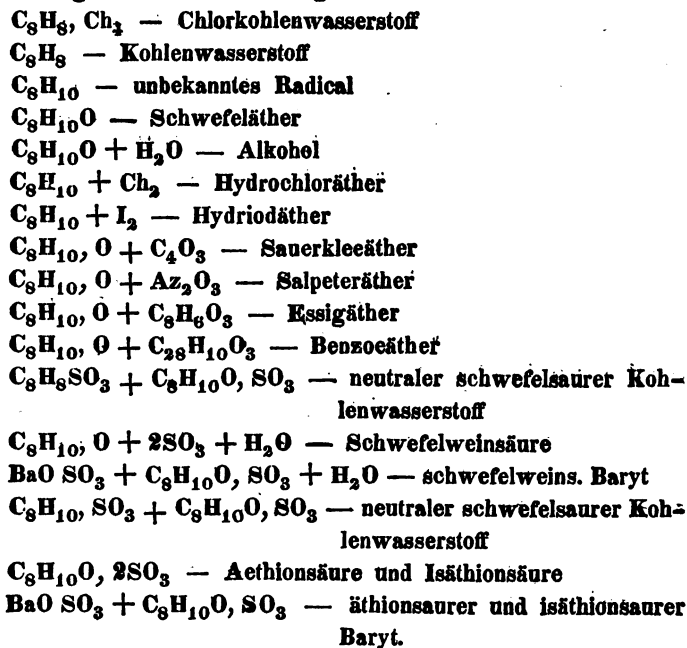 C₈H₈, Ch₂ — Chlorkohlenwasserstoff
C₈H₈ — Kohlenwasserstoff
C₈H₁₀ — unbekanntes Radical
C₈H₁₀O — Schwefeläther
C₈H₁₀O + H₂O — Alkohol
C₈H₁₀ + Ch₂ — Hydrochloräther
C₈H₁₀ + I₂ — Hydriodäther
C₈H₁₀, O + C₄O₃ — Sauerkleeäther
C₈H₁₀, O + Az₂O₃ — Salpeteräther
C₈H₁₀, O + C₈H₆O₃ — Essigäther
C₈H₁₀, O + C₂₈H₁₀O₃ — Benzoeäther
C₈H₈SO₃ + C₈H₁₀O, SO₃ — neutraler schwefelsaurer Koh-
lenwasserstoff
C₈H₁₀, O + 2SO₃ + H₂O — Schwefelweinsäure
BaO SO₃ + C₈H₁₀O, SO₃ + H₂O — schwefelweins. Baryt
C₈H₁₀, SO₃ + C₈H₁₀O, SO₃ — neutraler schwefelsaurer Koh-
lenwasserstoff
C₈H₁₀O, 2SO₃ — Aethionsäure und Isäthionsäure
BaO SO₃ + C₈H₁₀O, SO₃ — äthionsaurer und isäthionsaurer
Baryt.